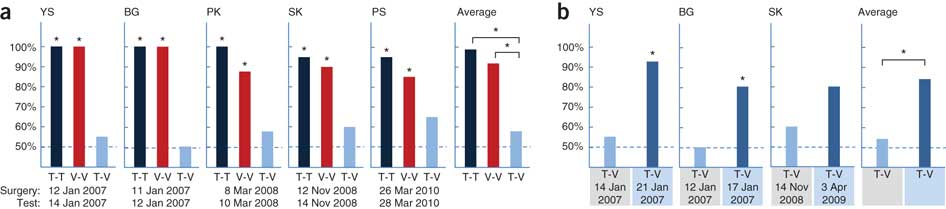 a
YS BG PK SK PS Average
* * * * * * * * * * * *
100%
90%
80%
70%
60%
50%
T-T V-V T-V T-T V-V T-V T-T V-V T-V T-T V-V T-V T-T V-V T-V T-T V-V T-V
Surgery: 12 Jan 2007 11 Jan 2007 8 Mar 2008 12 Nov 2008 26 Mar 2010
Test: 14 Jan 2007 12 Jan 2007 10 Mar 2008 14 Nov 2008 28 Mar 2010
b
YS BG SK Average
* * *
100%
90%
80%
70%
60%
50%
T-V T-V T-V T-V T-V T-V T-V T-V
14 Jan 21 Jan 12 Jan 17 Jan 14 Nov 3 Apr
2007 2007 2007 2007 2008 2009